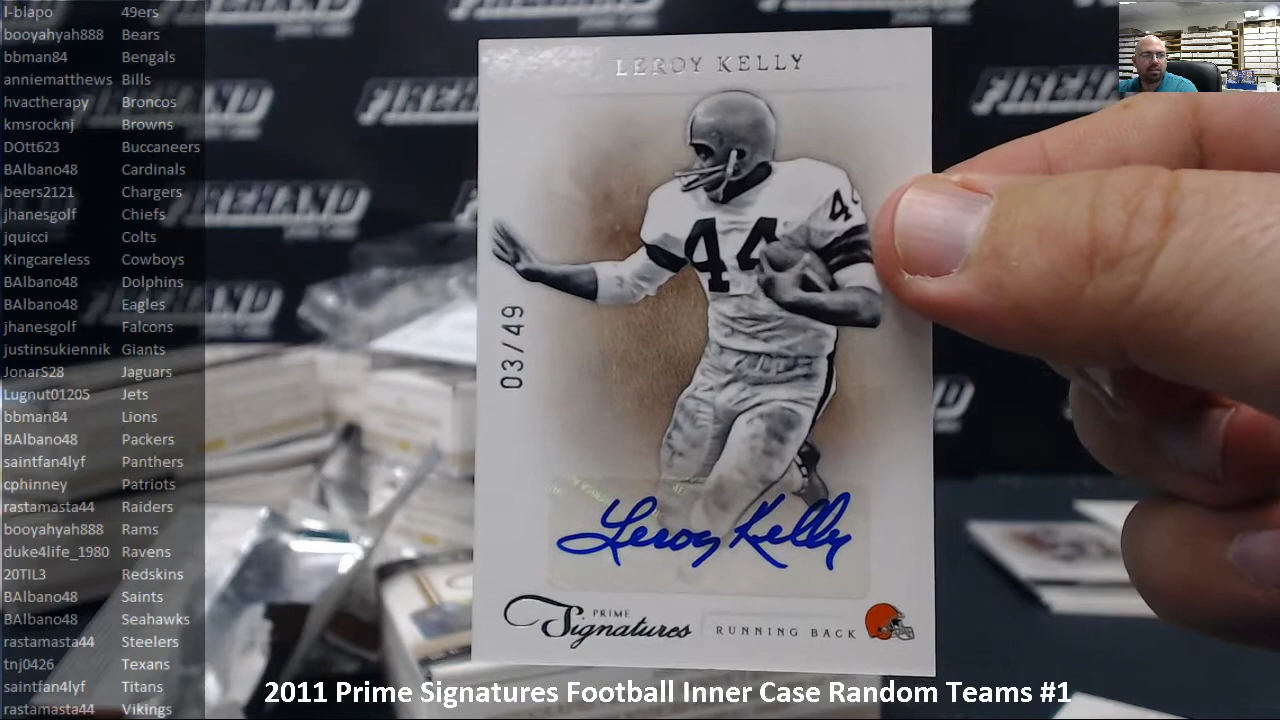 I-blapo 49ers
booyahyah888 Bears
bbman84 Bengals
anniematthews Bills
hvactherapy Broncos
kmsrocknj Browns
DOtt623 Buccaneers
BAlbano48 Cardinals
beers2121 Chargers
jhanesgolf Chiefs
jquicci Colts
Kingcareless Cowboys
BAlbano48 Dolphins
BAlbano48 Eagles
jhanesgolf Falcons
justinsukiennik Giants
JonarS28 Jaguars
Lugnut01205 Jets
bbman84 Lions
BAlbano48 Packers
saintfan4lyf Panthers
cphinney Patriots
rastamasta44 Raiders
booyahyah888 Rams
duke4life_1980 Ravens
20TIL3 Redskins
BAlbano48 Saints
BAlbano48 Seahawks
rastamasta44 Steelers
tnj0426 Texans
saintfan4lyf Titans
rastamasta44 Vikings
FIREHAND
FIREHAND
FIREHAND
LEROY KELLY
44
03/49
Leroy Kelly
PRIME
Signatures
RUNNING BACK
2011 Prime Signatures Football Inner Case Random Teams #1